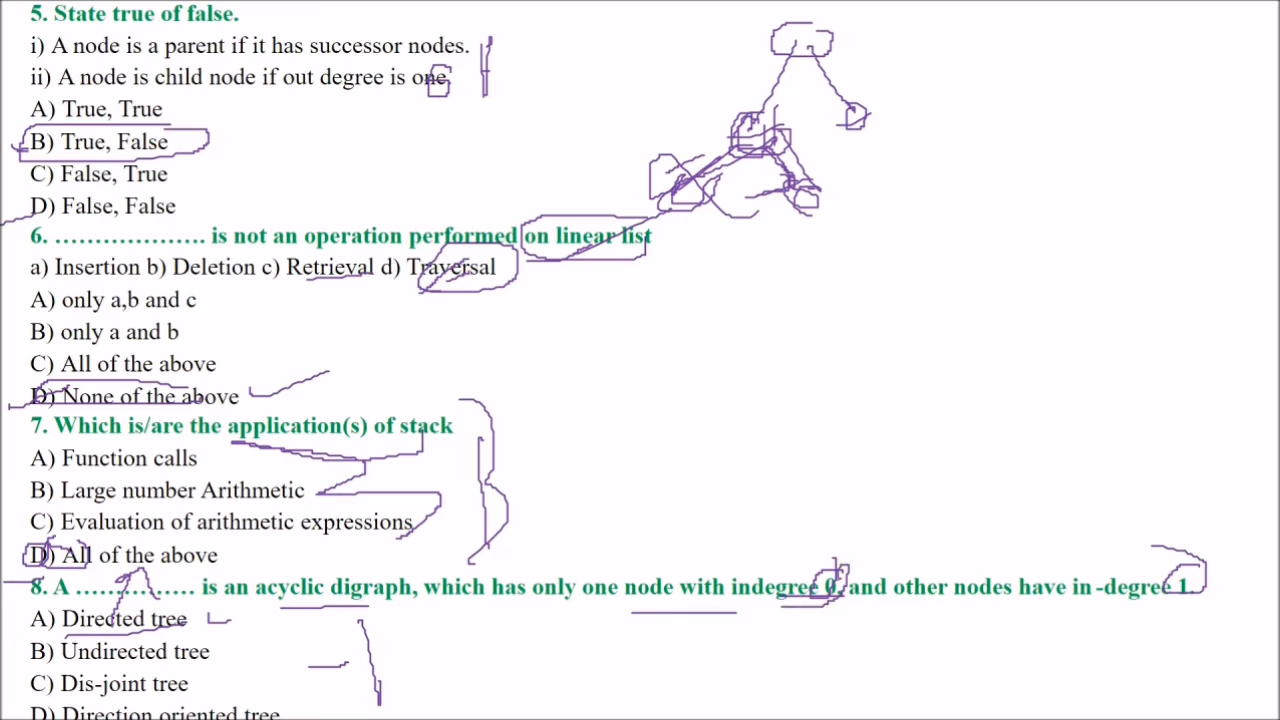 5. State true of false.
i) A node is a parent if it has successor nodes.
ii) A node is child node if out degree is one.
A) True, True
B) True, False
C) False, True
D) False, False
6. ………………. is not an operation performed on linear list
a) Insertion b) Deletion c) Retrieval d) Traversal
A) only a,b and c
B) only a and b
C) All of the above
D) None of the above
7. Which is/are the application(s) of stack
A) Function calls
B) Large number Arithmetic
C) Evaluation of arithmetic expressions
D) All of the above
8. A ………….. is an acyclic digraph, which has only one node with indegree 0, and other nodes have in-degree 1.
A) Directed tree
B) Undirected tree
C) Dis-joint tree
D) Direction oriented tree